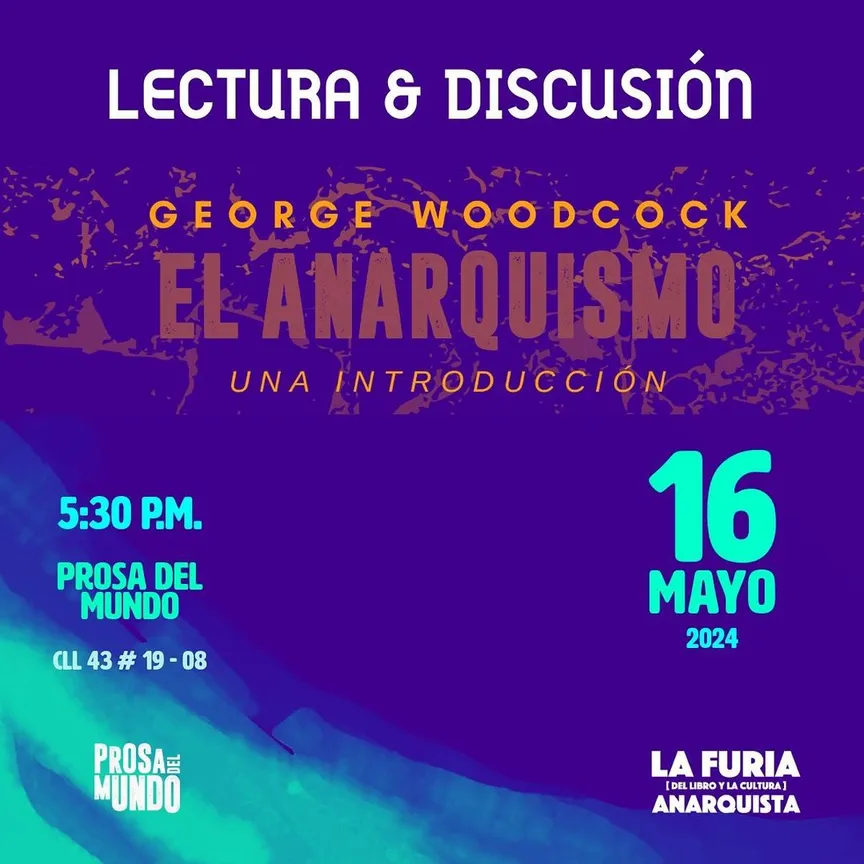 LECTURA & DISCUSIÓN
GEORGE WOODCOCK
EL ANARQUISMO
UNA INTRODUCCIÓN
5:30 P.M.
PROSA DEL
MUNDO
CLL 43 # 19 - 08
16
MAYO
2024
PROSA DEL
MUNDO
LA FURIA
[ DEL LIBRO Y LA CULTURA ]
ANARQUISTA